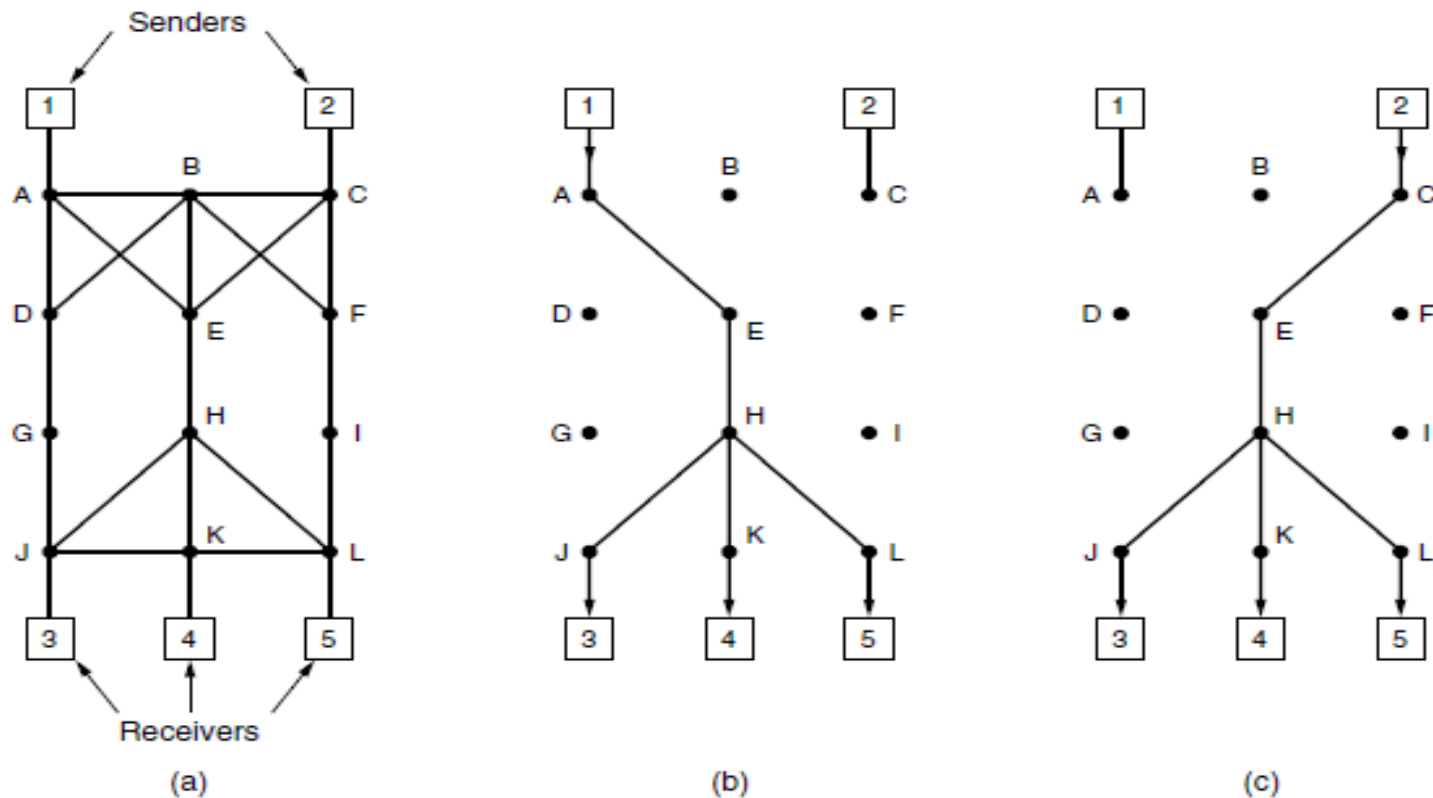 Senders
1 2 1 2 1 2
B B B
A C A C A C
D F D F D F
E E E
H H H
G I G I G I
K K K
J L J L J L
3 4 5 3 4 5 3 4 5
Receivers
(a) (b) (c)